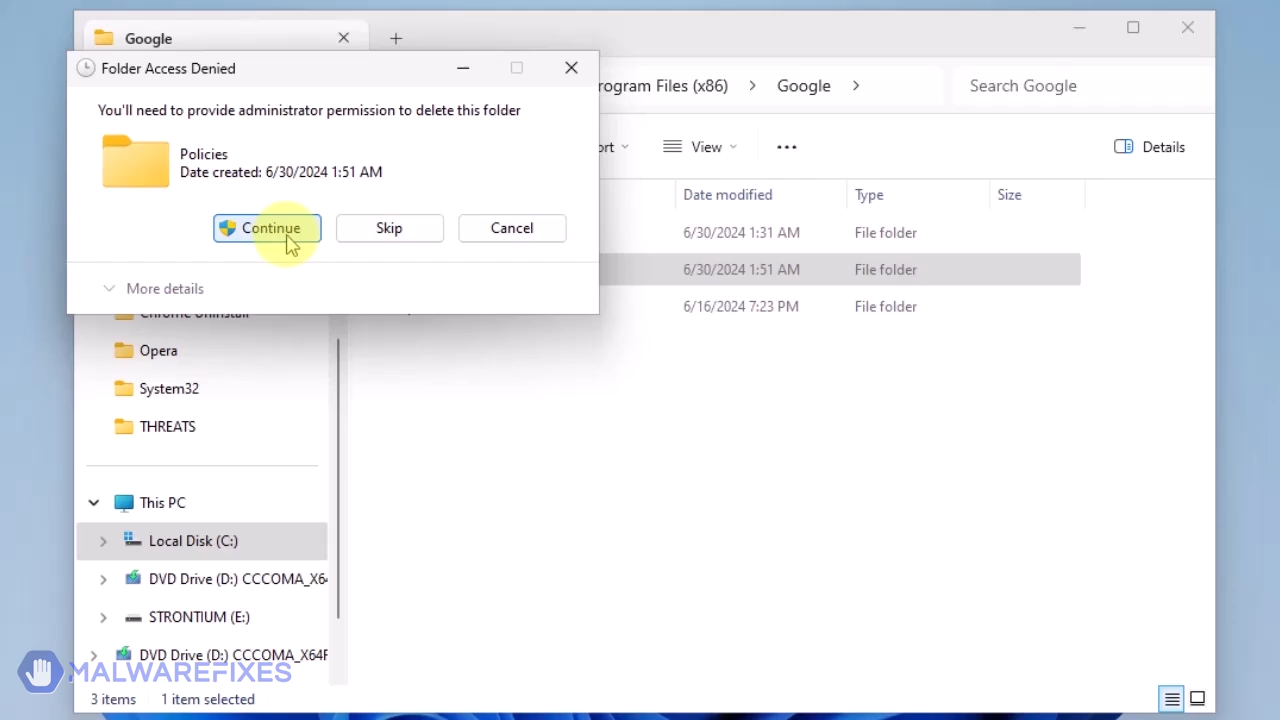 Google
Folder Access Denied
You'll need to provide administrator permission to delete this folder
Policies
Date created: 6/30/2024 1:51 AM
Continue
Skip
Cancel
More details
rogram Files (x86) > Google >
Search Google
ort
View
Details
Date modified
Type
Size
6/30/2024 1:31 AM
File folder
6/30/2024 1:51 AM
File folder
6/16/2024 7:23 PM
File folder
Chrome Uninstall
Opera
System32
THREATS
This PC
Local Disk (C:)
DVD Drive (D:) CCCOMA_X6
STRONTIUM (E:)
DVD Drive (D:) CCCOMA_X64F
MALWAREFIXES
3 items
1 item selected